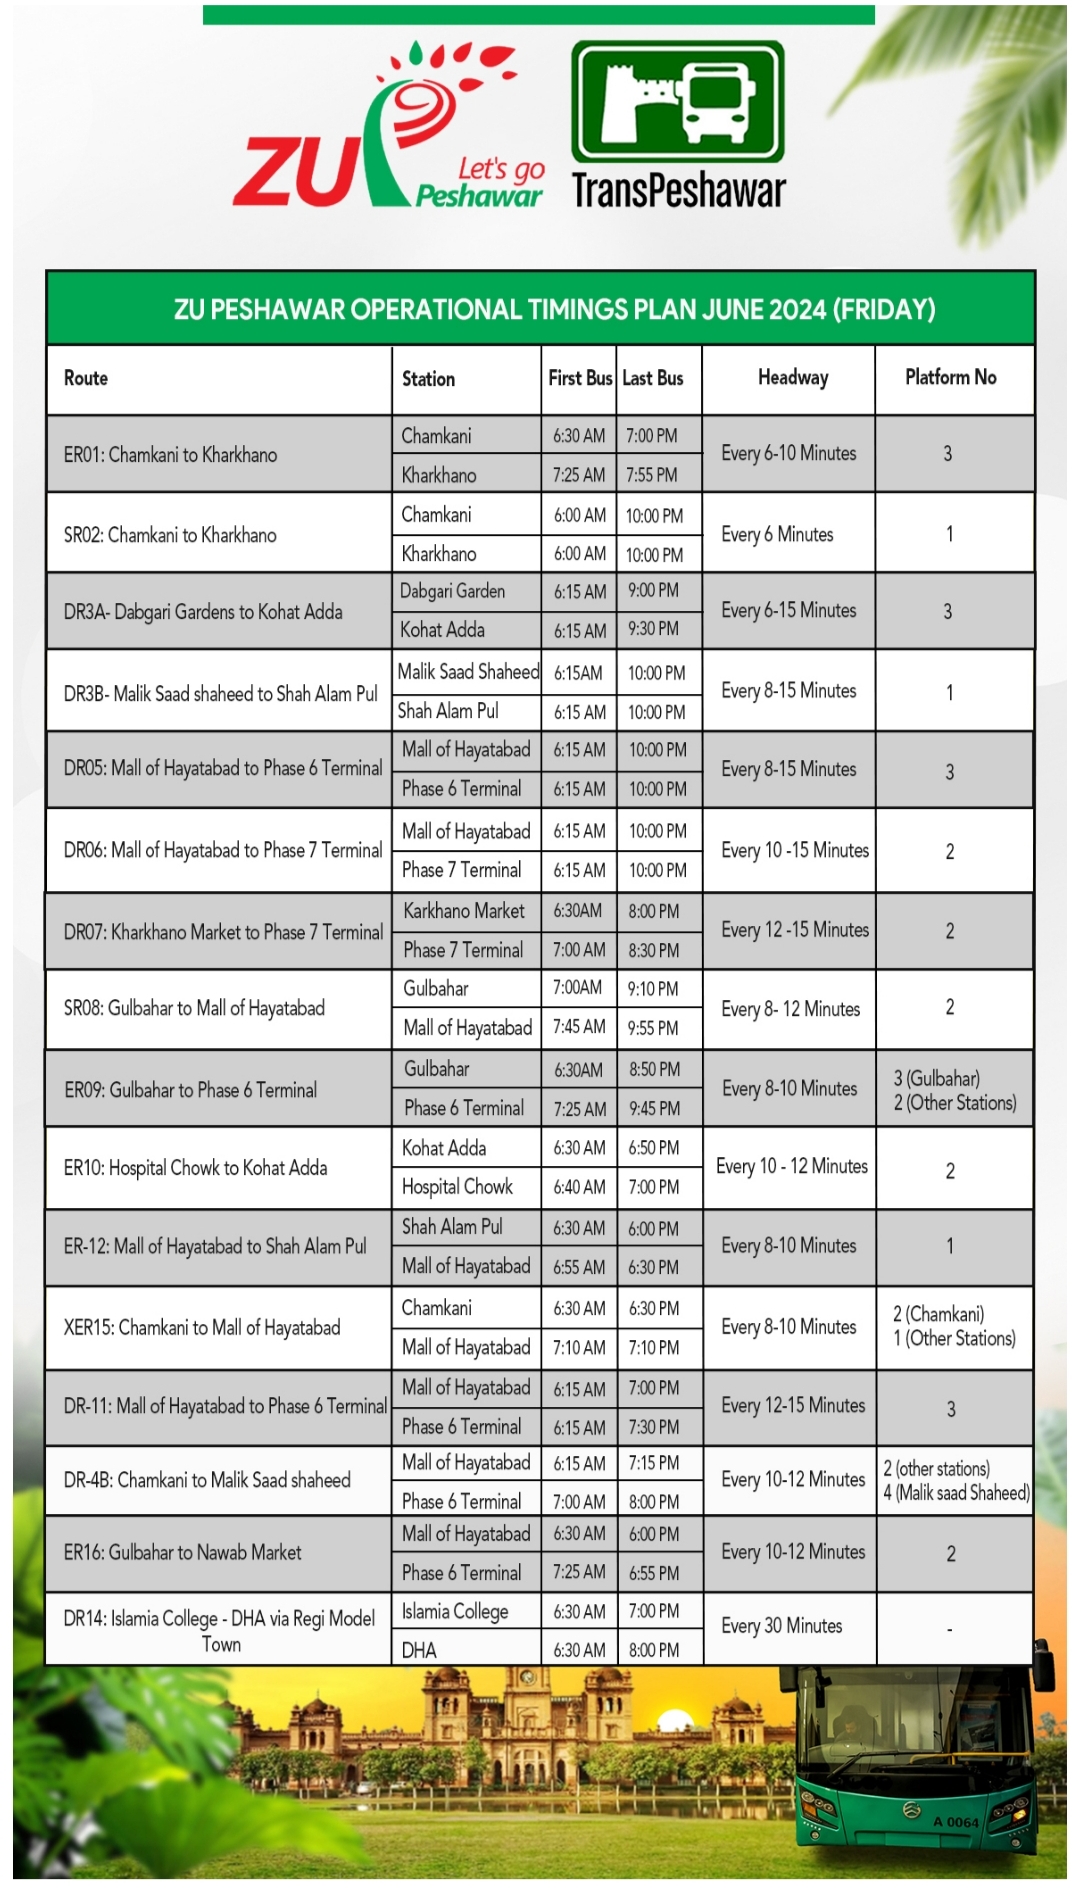 ZU
Let's go
Peshawar
TransPeshawar
ZU PESHAWAR OPERATIONAL TIMINGS PLAN JUNE 2024 (FRIDAY)
Route Station First Bus Last Bus Headway Platform No
ER01: Chamkani to Kharkhano Chamkani 6:30 AM 7:00 PM Every 6-10 Minutes 3
Kharkhano 7:25 AM 7:55 PM
SR02: Chamkani to Kharkhano Chamkani 6:00 AM 10:00 PM Every 6 Minutes 1
Kharkhano 6:00 AM 10:00 PM
DR3A- Dabgari Gardens to Kohat Adda Dabgari Garden 6:15 AM 9:00 PM Every 6-15 Minutes 3
Kohat Adda 6:15 AM 9:30 PM
DR3B- Malik Saad shaheed to Shah Alam Pul Malik Saad Shaheed 6:15AM 10:00 PM Every 8-15 Minutes 1
Shah Alam Pul 6:15 AM 10:00 PM
DR05: Mall of Hayatabad to Phase 6 Terminal Mall of Hayatabad 6:15 AM 10:00 PM Every 8-15 Minutes 3
Phase 6 Terminal 6:15 AM 10:00 PM
DR06: Mall of Hayatabad to Phase 7 Terminal Mall of Hayatabad 6:15 AM 10:00 PM Every 10 -15 Minutes 2
Phase 7 Terminal 6:15 AM 10:00 PM
DR07: Kharkhano Market to Phase 7 Terminal Karkhano Market 6:30AM 8:00 PM Every 12 -15 Minutes 2
Phase 7 Terminal 7:00 AM 8:30 PM
SR08: Gulbahar to Mall of Hayatabad Gulbahar 7:00AM 9:10 PM Every 8- 12 Minutes 2
Mall of Hayatabad 7:45 AM 9:55 PM
ER09: Gulbahar to Phase 6 Terminal Gulbahar 6:30AM 8:50 PM Every 8-10 Minutes 3 (Gulbahar)
Phase 6 Terminal 7:25 AM 9:45 PM 2 (Other Stations)
ER10: Hospital Chowk to Kohat Adda Kohat Adda 6:30 AM 6:50 PM Every 10 - 12 Minutes 2
Hospital Chowk 6:40 AM 7:00 PM
ER-12: Mall of Hayatabad to Shah Alam Pul Shah Alam Pul 6:30 AM 6:00 PM Every 8-10 Minutes 1
Mall of Hayatabad 6:55 AM 6:30 PM
XER15: Chamkani to Mall of Hayatabad Chamkani 6:30 AM 6:30 PM Every 8-10 Minutes 2 (Chamkani)
Mall of Hayatabad 7:10 AM 7:10 PM 1 (Other Stations)
DR-11: Mall of Hayatabad to Phase 6 Terminal Mall of Hayatabad 6:15 AM 7:00 PM Every 12-15 Minutes 3
Phase 6 Terminal 6:15 AM 7:30 PM
DR-4B: Chamkani to Malik Saad shaheed Mall of Hayatabad 6:15 AM 7:15 PM Every 10-12 Minutes 2 (other stations)
Phase 6 Terminal 7:00 AM 8:00 PM 4 (Malik saad Shaheed)
ER16: Gulbahar to Nawab Market Mall of Hayatabad 6:30 AM 6:00 PM Every 10-12 Minutes 2
Phase 6 Terminal 7:25 AM 6:55 PM
DR14: Islamia College - DHA via Regi Model Islamia College 6:30 AM 7:00 PM Every 30 Minutes -
Town DHA 6:30 AM 8:00 PM
A 0064